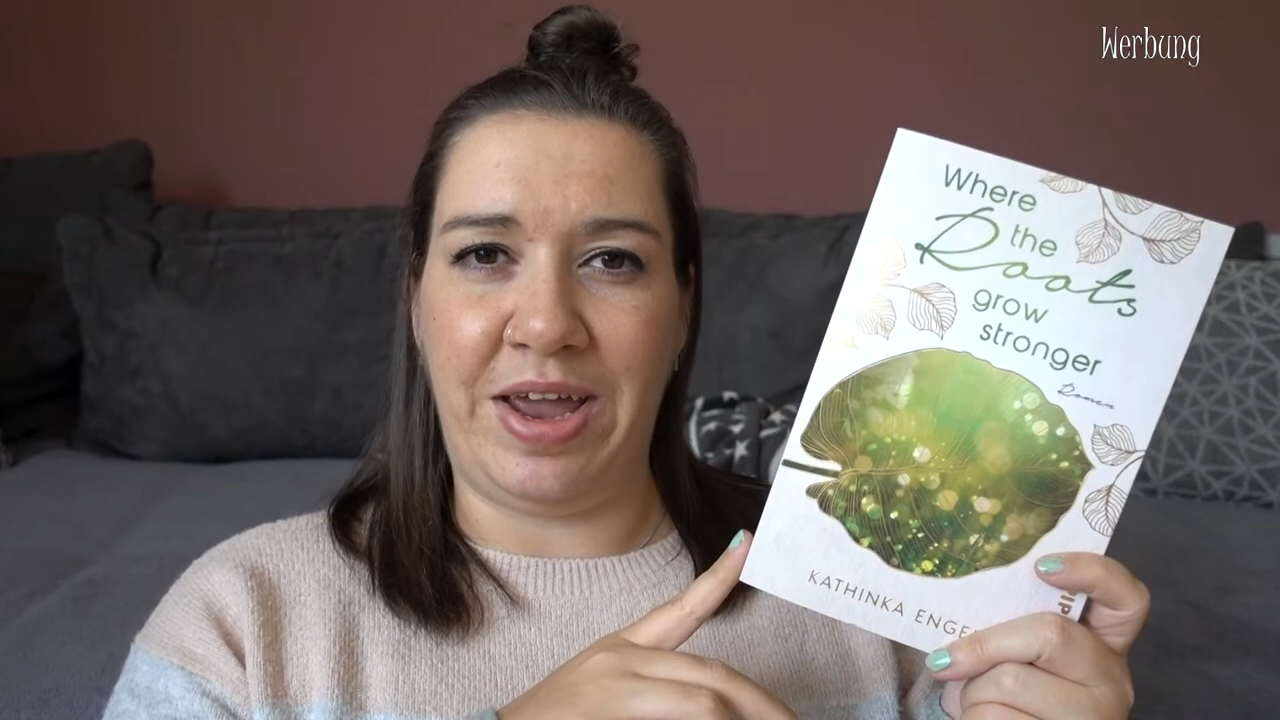 Werbung
Where
the
Roots
grow
stronger
Roman
KATHINKA ENGE